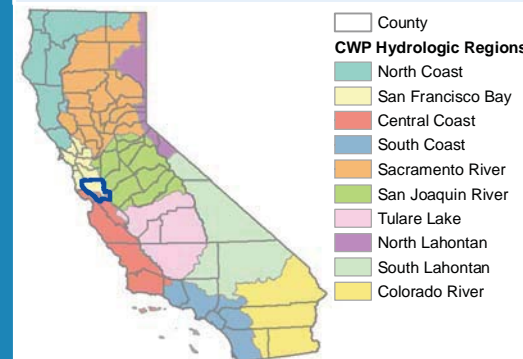 County
CWP Hydrologic Regions
North Coast
San Francisco Bay
Central Coast
South Coast
Sacramento River
San Joaquin River
Tulare Lake
North Lahontan
South Lahontan
Colorado River